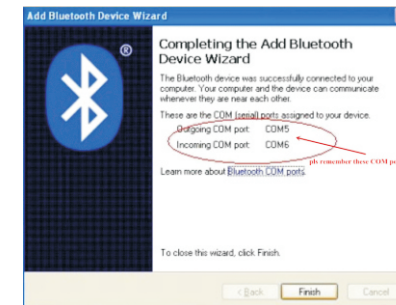 Add Bluetooth Device Wizard
®
Completing the Add Bluetooth
Device Wizard
The Bluetooth device was successfully connected to your
computer. Your computer and the device can communicate
whenever they are near each other.
These are the COM (serial) ports assigned to your device.
Outgoing COM port: COM5
Incoming COM port: COM6
pls remember these COM po
Learn more about Bluetooth COM ports.
To close this wizard, click Finish.
< Back Finish Cancel